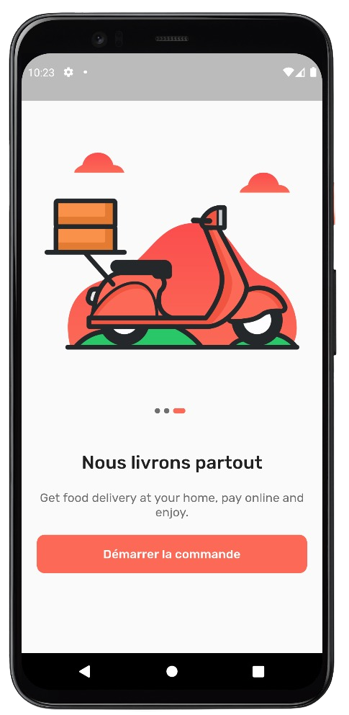 10:23
Nous livrons partout
Get food delivery at your home, pay online and
enjoy.
Démarrer la commande